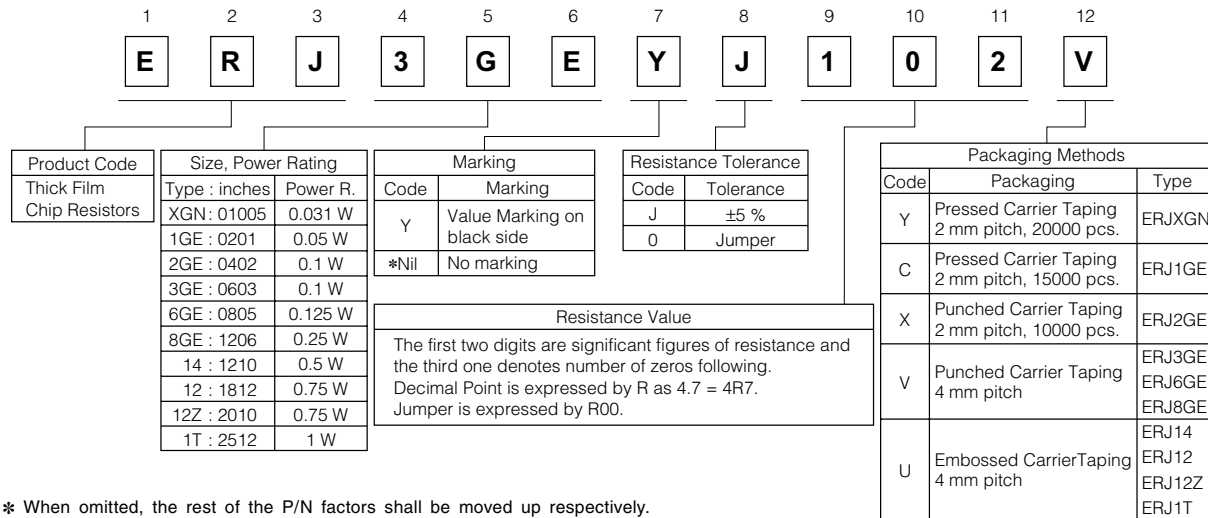 1 2 3 4 5 6 7 8 9 10 11 12
E R J 3 G E Y J 1 0 2 V
Product Code
Thick Film
Chip Resistors
Size, Power Rating
Type : inches Power R.
XGN : 01005 0.031 W
1GE : 0201 0.05 W
2GE : 0402 0.1 W
3GE : 0603 0.1 W
6GE : 0805 0.125 W
8GE : 1206 0.25 W
14 : 1210 0.5 W
12 : 1812 0.75 W
12Z : 2010 0.75 W
1T : 2512 1 W
Marking
Code Marking
Y Value Marking on
black side
✻Nil No marking
Resistance Tolerance
Code Tolerance
J ±5 %
0 Jumper
Resistance Value
The first two digits are significant figures of resistance and
the third one denotes number of zeros following.
Decimal Point is expressed by R as 4.7 = 4R7.
Jumper is expressed by R00.
Packaging Methods
Code Packaging Type
Y Pressed Carrier Taping
2 mm pitch, 20000 pcs. ERJXGN
C Pressed Carrier Taping
2 mm pitch, 15000 pcs. ERJ1GE
X Punched Carrier Taping
2 mm pitch, 10000 pcs. ERJ2GE
V Punched Carrier Taping
4 mm pitch
ERJ3GE
ERJ6GE
ERJ8GE
U Embossed CarrierTaping
4 mm pitch
ERJ14
ERJ12
ERJ12Z
ERJ1T
✻ When omitted, the rest of the P/N factors shall be moved up respectively.